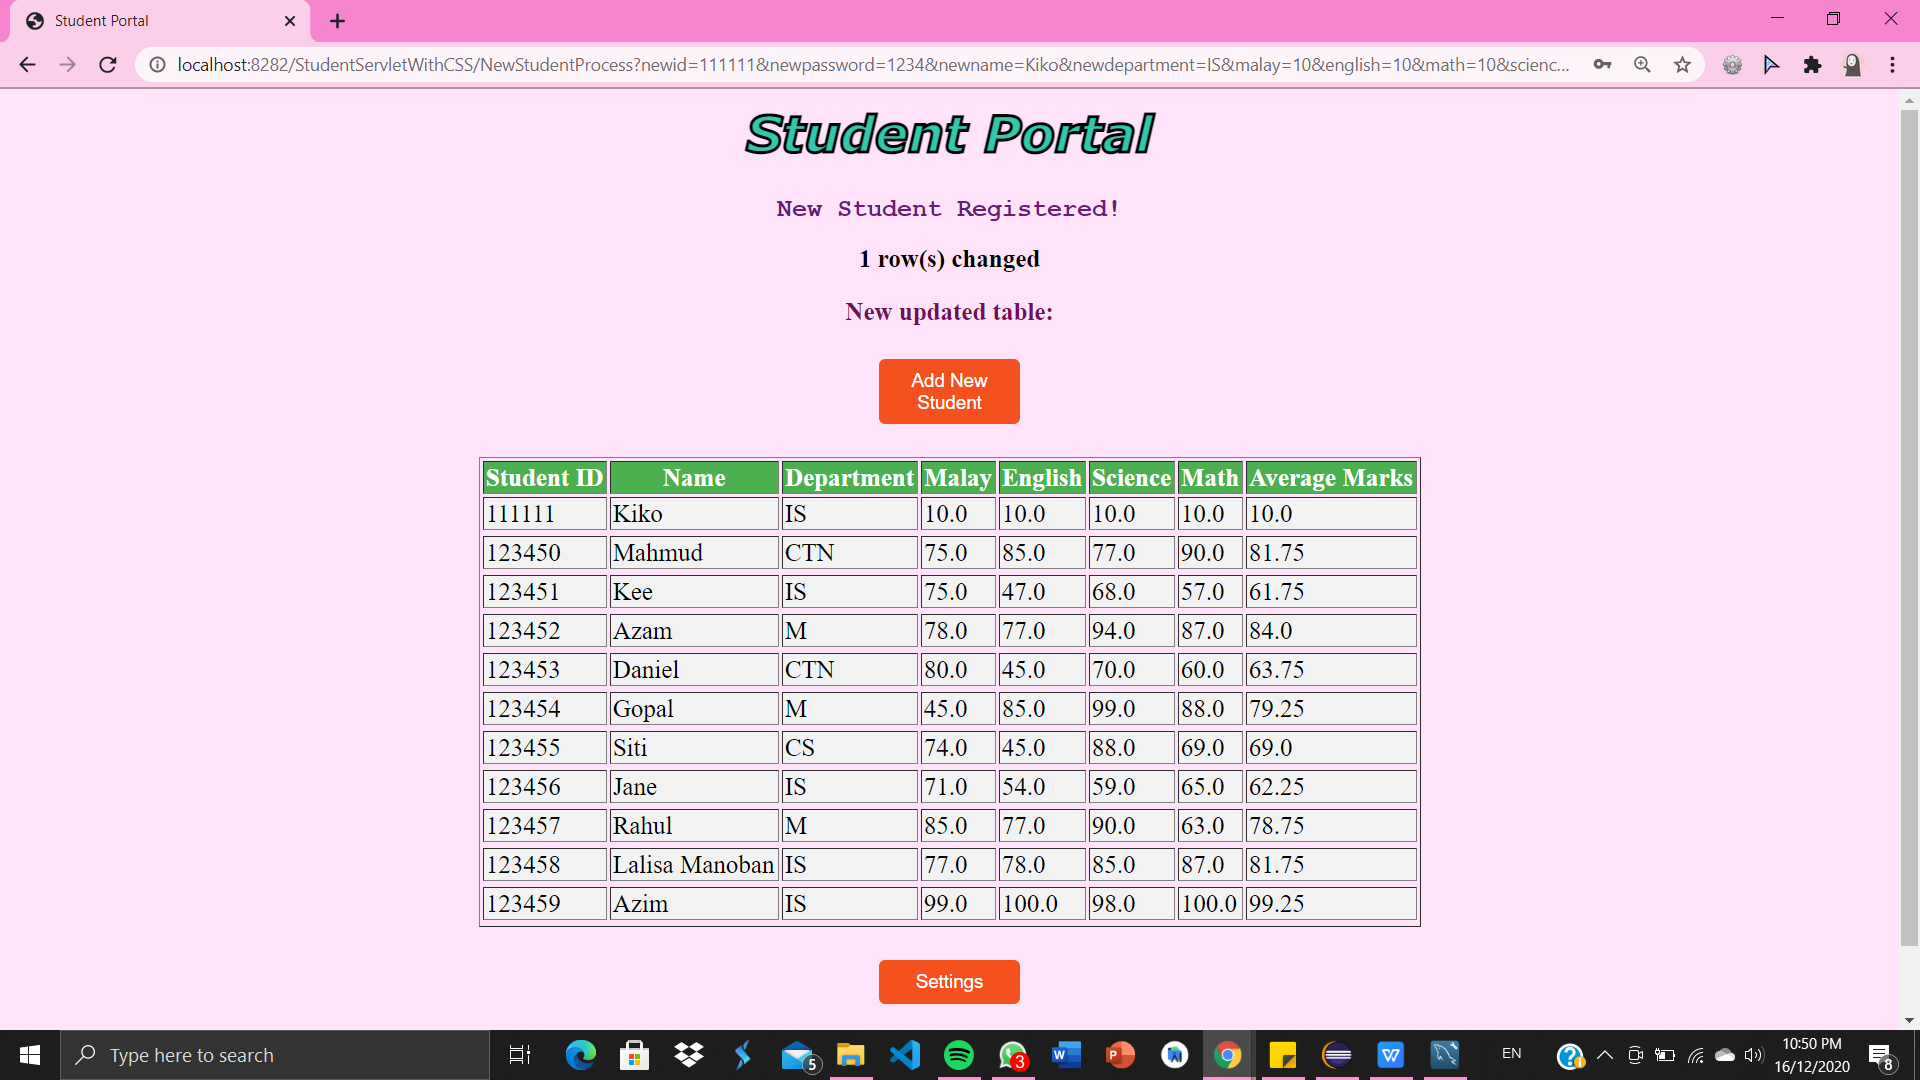 Student Portal
localhost:8282/StudentServletWithCSS/NewStudentProcess?newid=111111&newpassword=1234&newname=Kiko&newdepartment=IS&malay=10&english=10&math=10&scienc...
Student Portal
New Student Registered!
1 row(s) changed
New updated table:
Add New
Student
Student ID Name Department Malay English Science Math Average Marks
111111 Kiko IS 10.0 10.0 10.0 10.0 10.0
123450 Mahmud CTN 75.0 85.0 77.0 90.0 81.75
123451 Kee IS 75.0 47.0 68.0 57.0 61.75
123452 Azam M 78.0 77.0 94.0 87.0 84.0
123453 Daniel CTN 80.0 45.0 70.0 60.0 63.75
123454 Gopal M 45.0 85.0 99.0 88.0 79.25
123455 Siti CS 74.0 45.0 88.0 69.0 69.0
123456 Jane IS 71.0 54.0 59.0 65.0 62.25
123457 Rahul M 85.0 77.0 90.0 63.0 78.75
123458 Lalisa Manoban IS 77.0 78.0 85.0 87.0 81.75
123459 Azim IS 99.0 100.0 98.0 100.0 99.25
Settings
Type here to search
5
3
EN
10:50 PM
16/12/2020
8